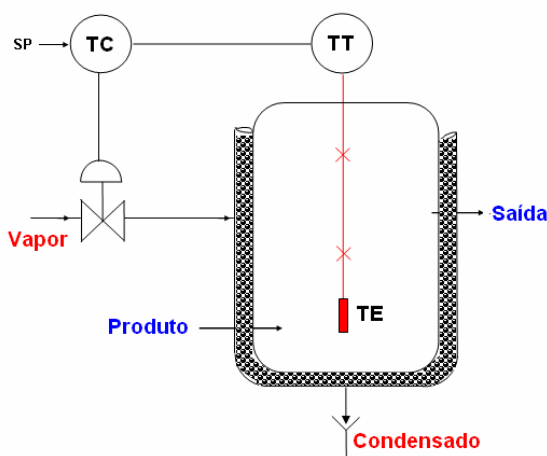 SP
TC
TT
Vapor
Saída
Produto
TE
Condensado